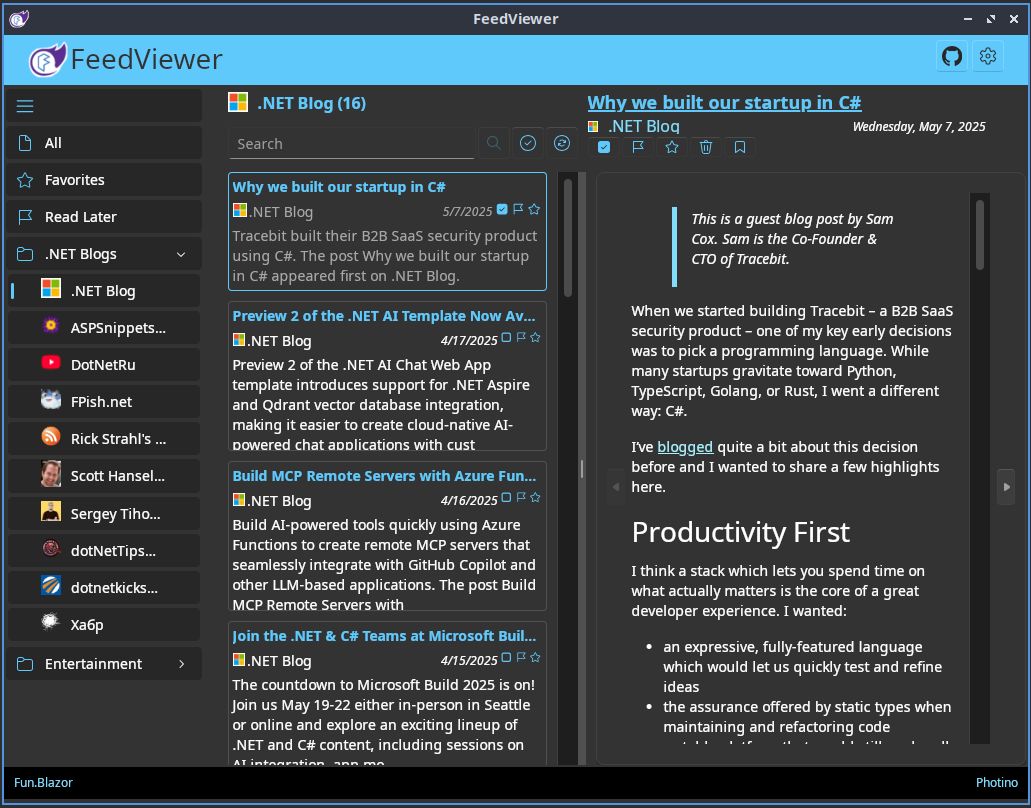 FeedViewer
FeedViewer
All
Favorites
Read Later
.NET Blogs
.NET Blog
ASPSnippets...
DotNetRu
FPish.net
Rick Strahl's ...
Scott Hansel...
Sergey Tiho...
dotNetTips...
dotnetkicks...
Хабр
Entertainment
.NET Blog (16)
Search
Why we built our startup in C#
.NET Blog 5/7/2025
Tracebit built their B2B SaaS security product
using C#. The post Why we built our startup
in C# appeared first on .NET Blog.
Preview 2 of the .NET AI Template Now Av...
.NET Blog 4/17/2025
Preview 2 of the .NET AI Chat Web App
template introduces support for .NET Aspire
and Qdrant vector database integration,
making it easier to create cloud-native AI-
powered chat applications with cust
Build MCP Remote Servers with Azure Fun...
.NET Blog 4/16/2025
Build AI-powered tools quickly using Azure
Functions to create remote MCP servers that
seamlessly integrate with GitHub Copilot and
other LLM-based applications. The post Build
MCP Remote Servers with
Join the .NET & C# Teams at Microsoft Buil...
.NET Blog 4/15/2025
The countdown to Microsoft Build 2025 is on!
Join us May 19-22 either in-person in Seattle
or online and explore an exciting lineup of
.NET and C# content, including sessions on
AI integration, app mo
Why we built our startup in C#
.NET Blog
Wednesday, May 7, 2025
This is a guest blog post by Sam
Cox. Sam is the Co-Founder &
CTO of Tracebit.
When we started building Tracebit – a B2B SaaS
security product – one of my key early decisions
was to pick a programming language. While
many startups gravitate toward Python,
TypeScript, Golang, or Rust, I went a different
way: C#.
I've blogged quite a bit about this decision
before and I wanted to share a few highlights
here.
Productivity First
I think a stack which lets you spend time on
what actually matters is the core of a great
developer experience. I wanted:
• an expressive, fully-featured language
which would let us quickly test and refine
ideas
• the assurance offered by static types when
maintaining and refactoring code
Fun.Blazor
Photino